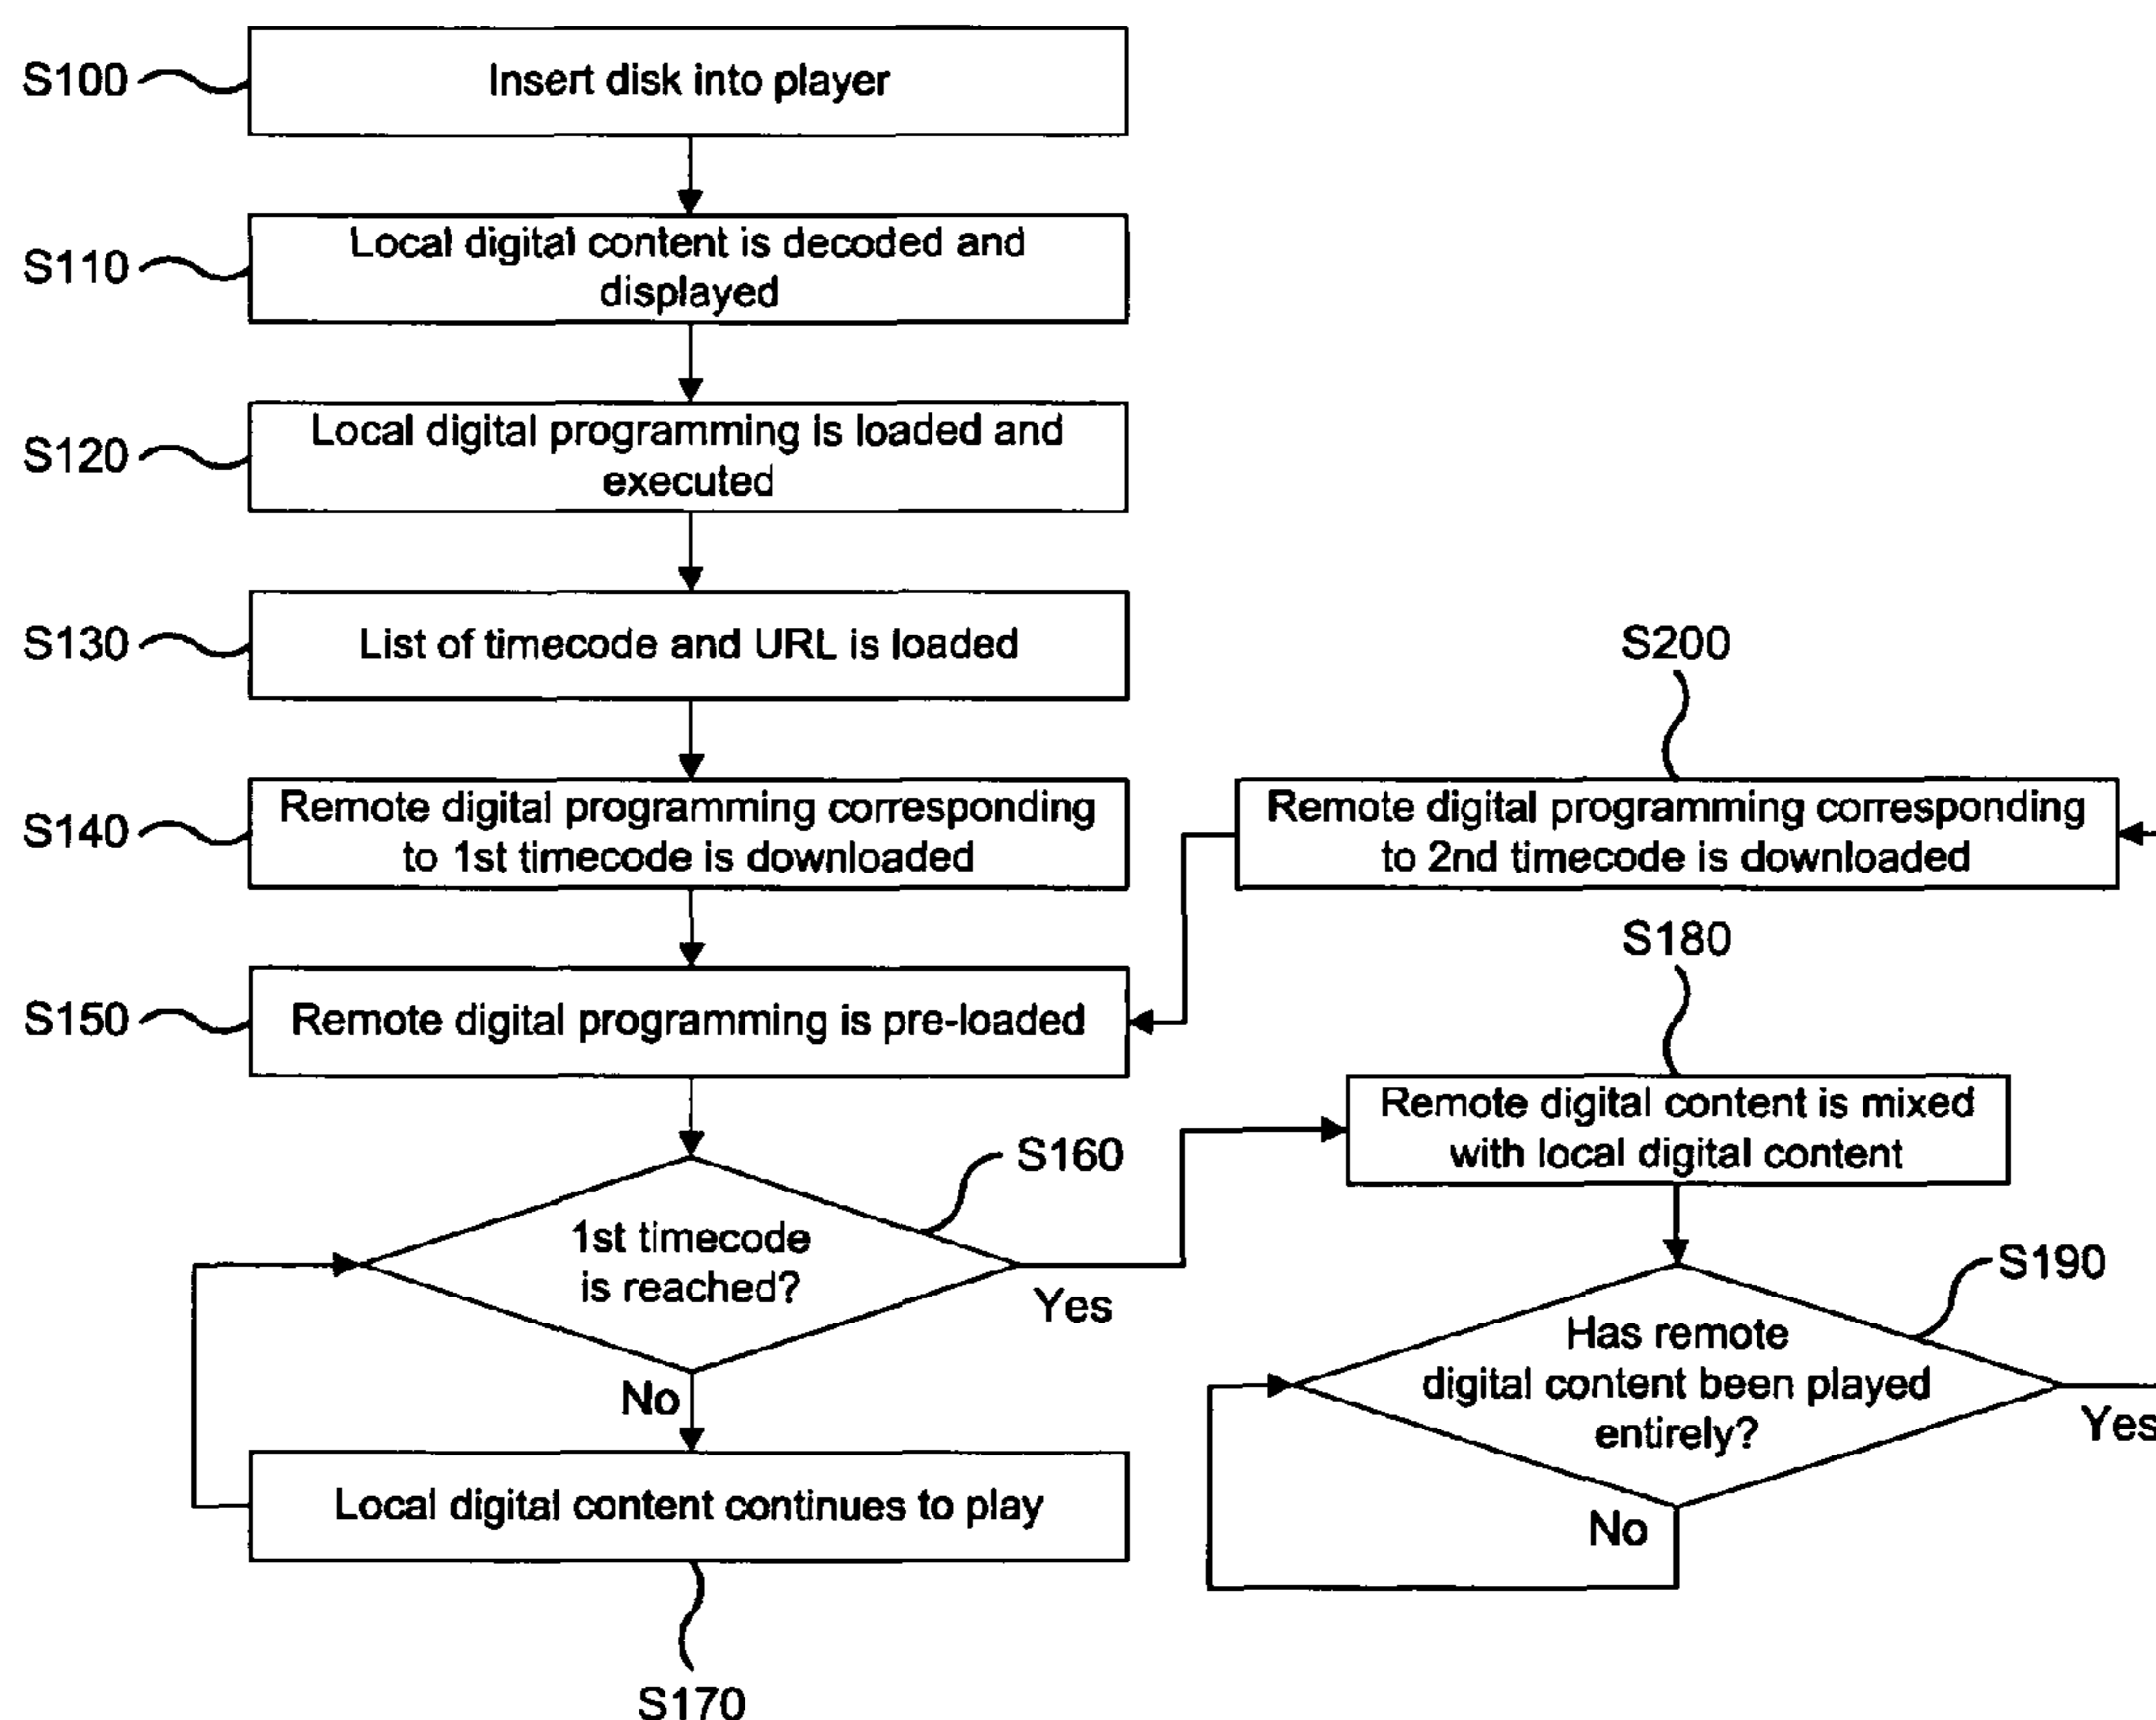 S100
Insert disk into player
S110
Local digital content is decoded and
displayed
S120
Local digital programming is loaded and
executed
S130
List of timecode and URL is loaded
S140
Remote digital programming corresponding
to 1st timecode is downloaded
S150
Remote digital programming is pre-loaded
S160
1st timecode
is reached?
Yes
No
Local digital content continues to play
S170
S200
Remote digital programming corresponding
to 2nd timecode is downloaded
S180
Remote digital content is mixed
with local digital content
S190
Has remote
digital content been played
entirely?
Yes
No